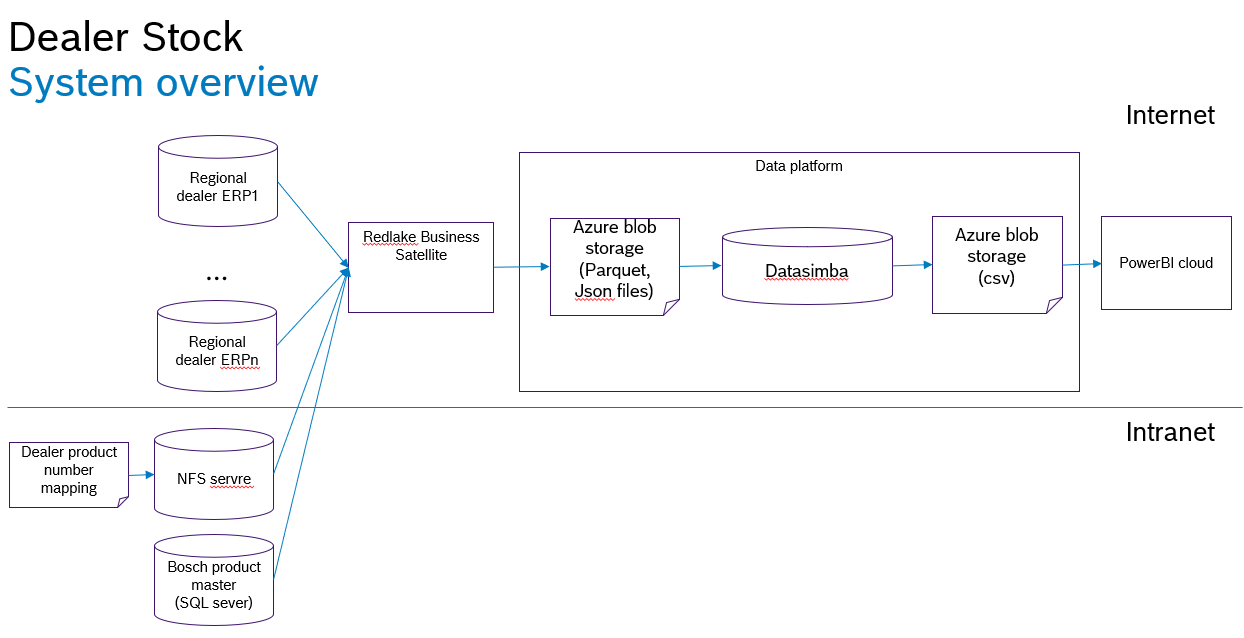 Dealer Stock
System overview
Internet
Regional
dealer ERP1
...
Regional
dealer ERPn
Redlake Business
Satellite
Data platform
Azure blob
storage
(Parquet,
Json files)
Datasimba
Azure blob
storage
(csv)
PowerBI cloud
Intranet
Dealer product
number
mapping
NFS servre
Bosch product
master
(SQL sever)